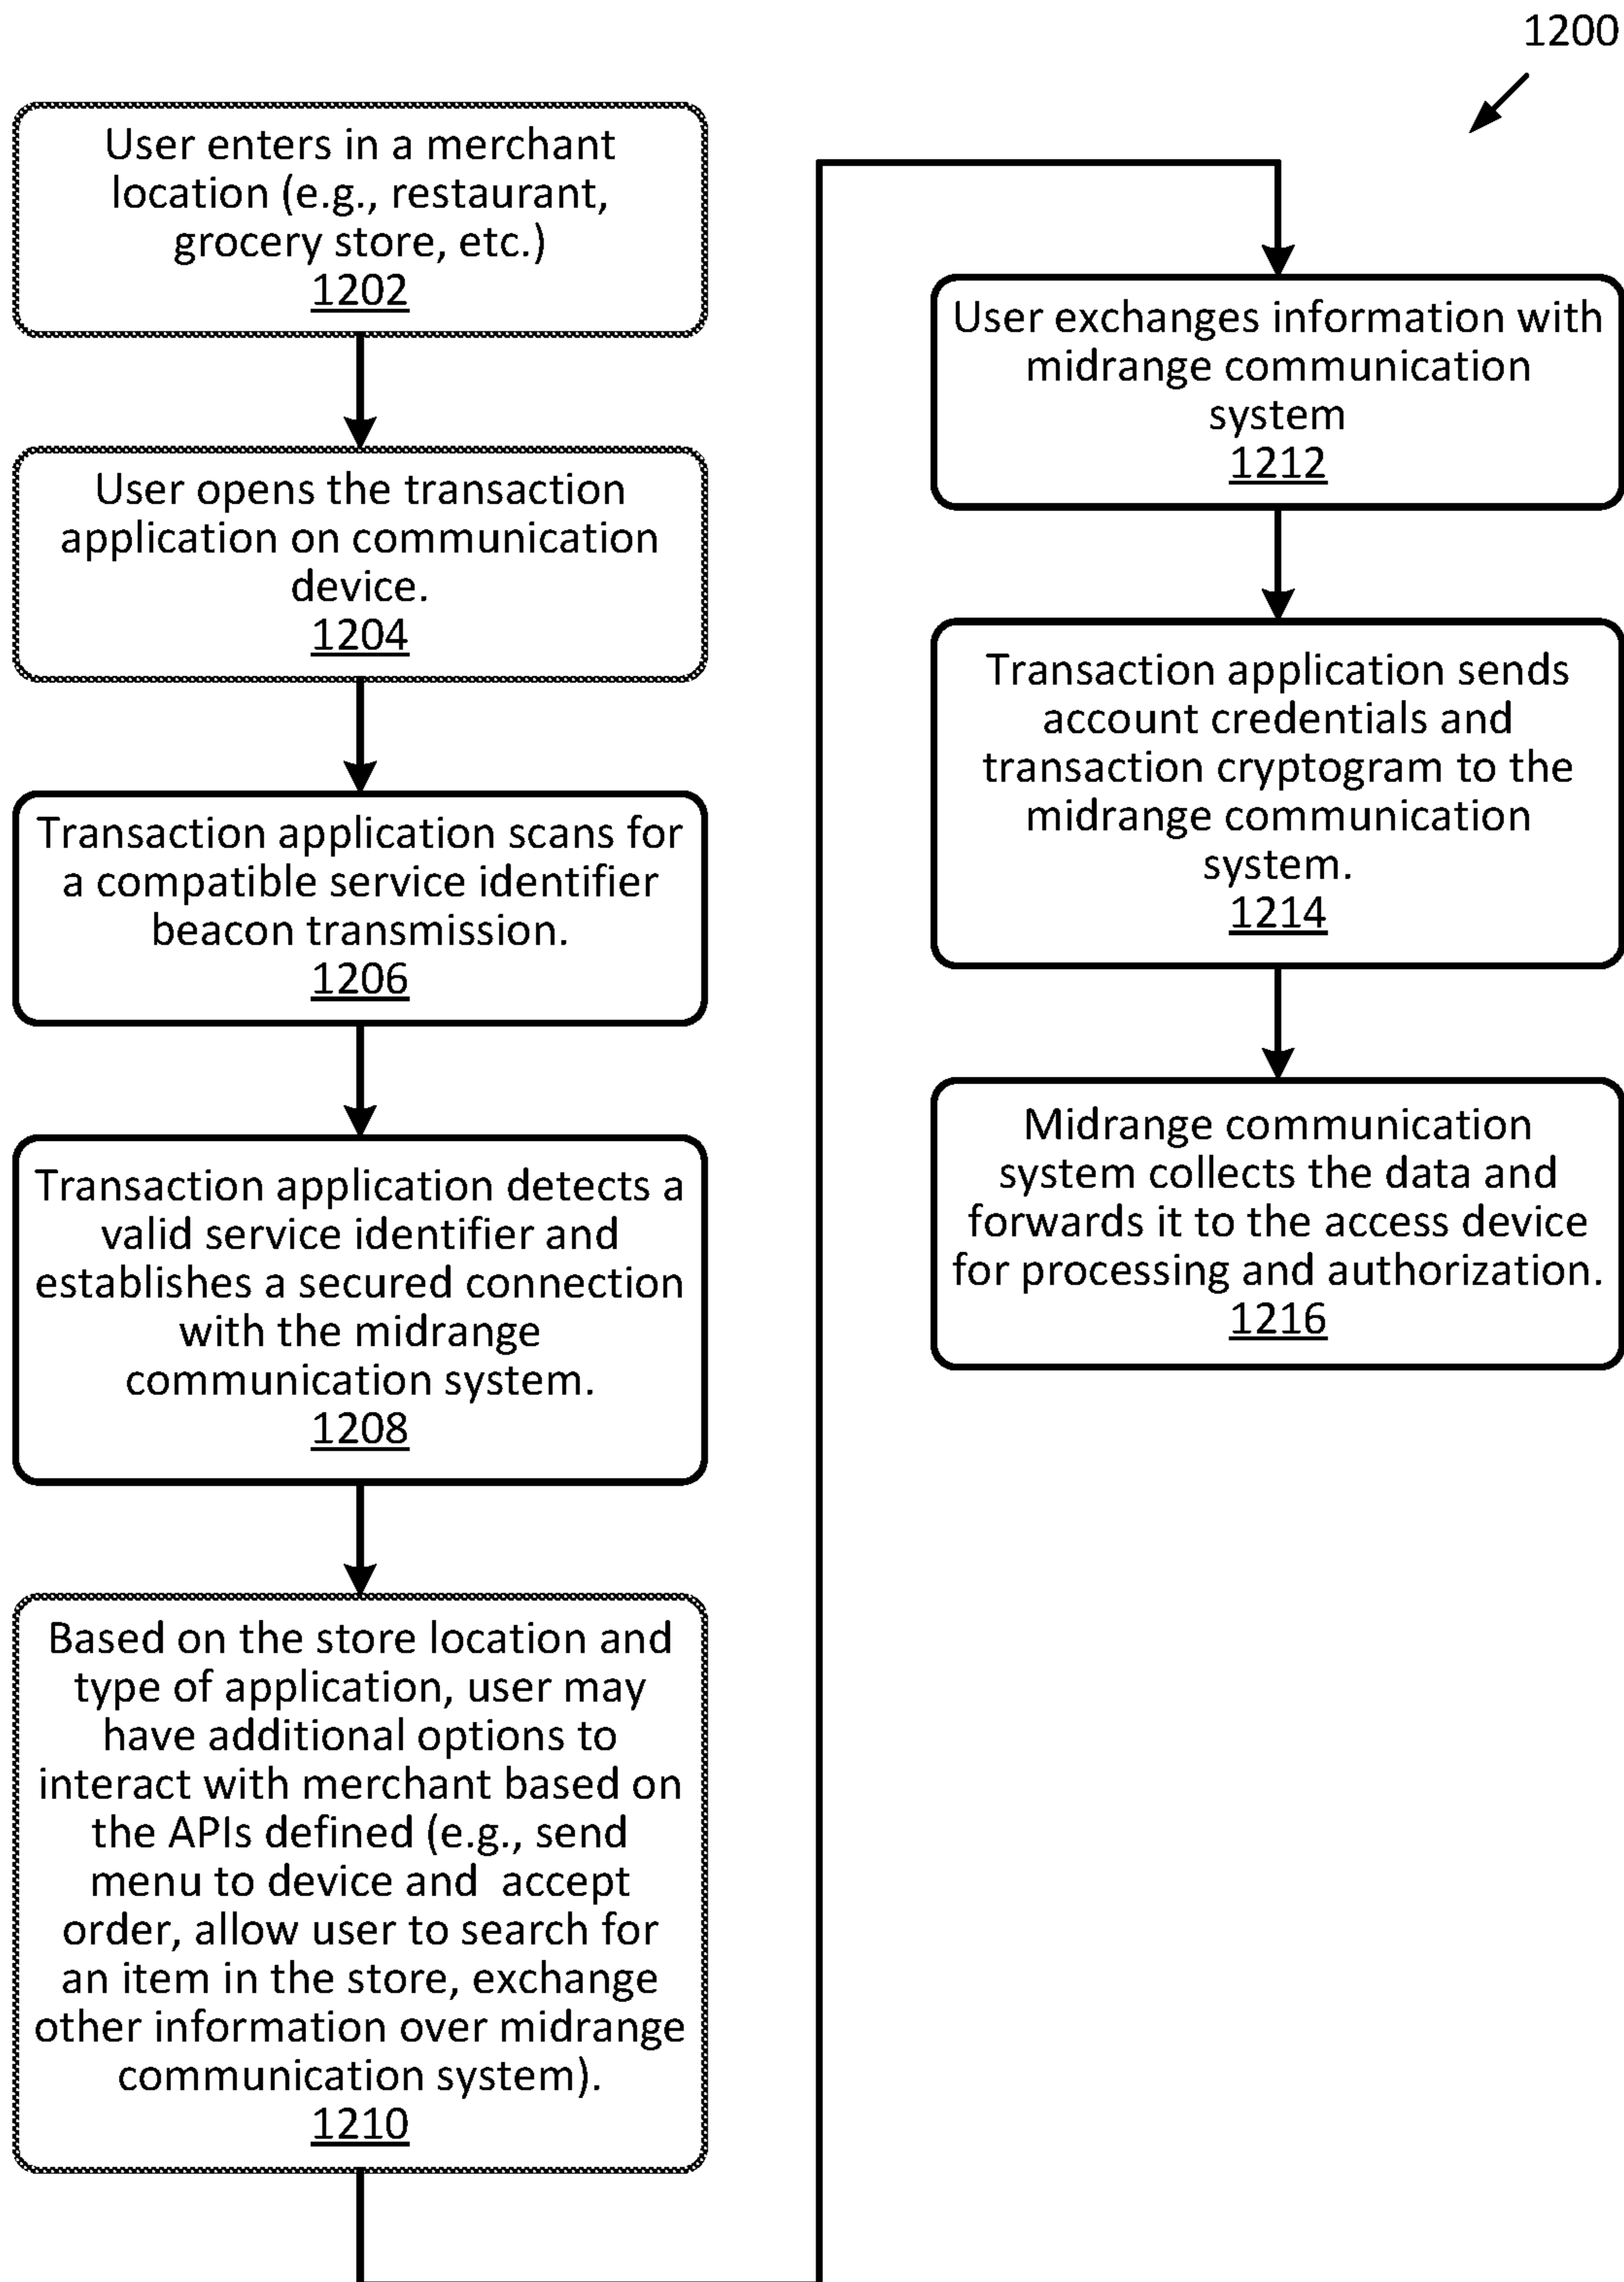 1200
User enters in a merchant
location (e.g., restaurant,
grocery store, etc.)
1202
User opens the transaction
application on communication
device.
1204
Transaction application scans for
a compatible service identifier
beacon transmission.
1206
Transaction application detects a
valid service identifier and
establishes a secured connection
with the midrange
communication system.
1208
Based on the store location and
type of application, user may
have additional options to
interact with merchant based on
the APIs defined (e.g., send
menu to device and  accept
order, allow user to search for
an item in the store, exchange
other information over midrange
communication system).
1210
User exchanges information with
midrange communication
system
1212
Transaction application sends
account credentials and
transaction cryptogram to the
midrange communication
system.
1214
Midrange communication
system collects the data and
forwards it to the access device
for processing and authorization.
1216